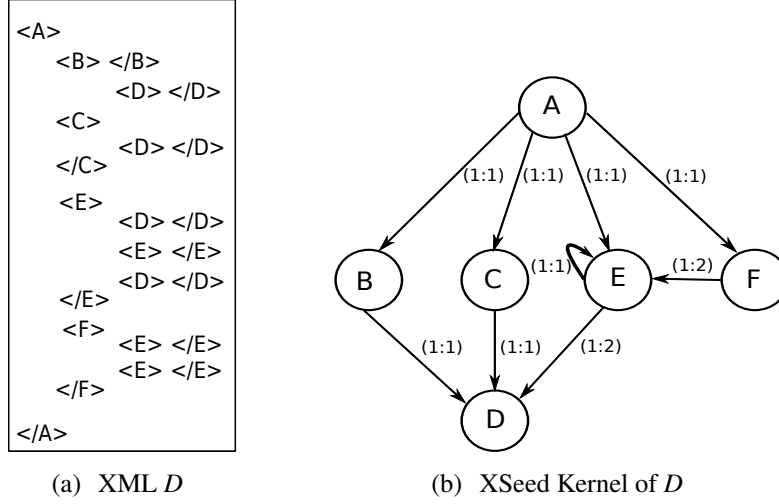 <A>
<B> </B>
<D> </D>
<C>
<D> </D>
</C>
<E>
<D> </D>
<E> </E>
<D> </D>
</E>
<F>
<E> </E>
<E> </E>
</F>
</A>
(a) XML D
A
(1:1) (1:1) (1:1) (1:1)
B C (1:1) E (1:2) F
(1:1) (1:1) (1:2)
D
(b) XSeed Kernel of D